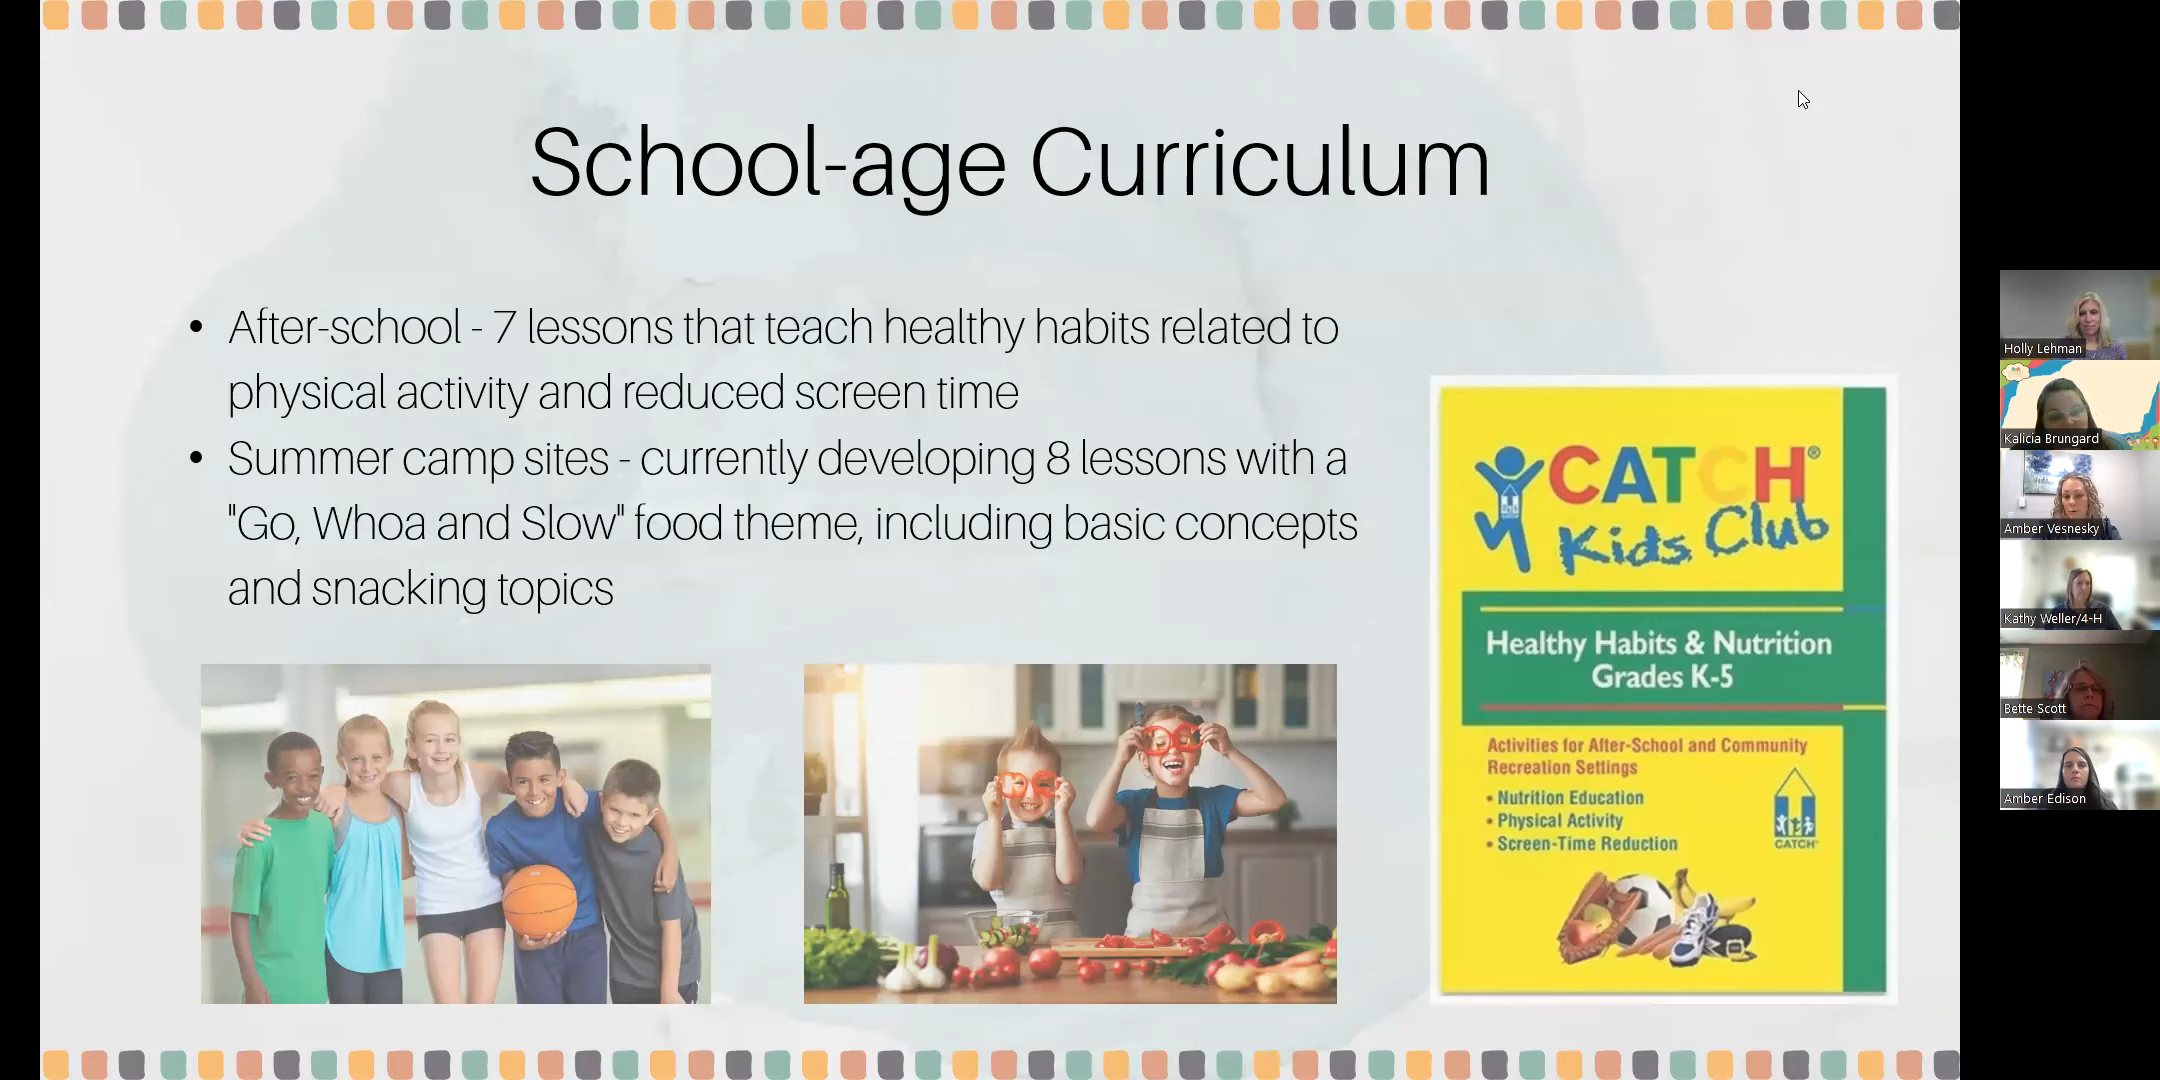 School-age Curriculum
• After-school - 7 lessons that teach healthy habits related to
physical activity and reduced screen time
• Summer camp sites - currently developing 8 lessons with a
"Go, Whoa and Slow" food theme, including basic concepts
and snacking topics
CATCH®
Kids Club
Healthy Habits & Nutrition
Grades K-5
Activities for After-School and Community
Recreation Settings
• Nutrition Education
• Physical Activity
• Screen-Time Reduction
CATCH®
Holly Lehman
Kalicia Brungard
Amber Vesnesky
Kathy Weller/4-H
Bette Scott
Amber Edison